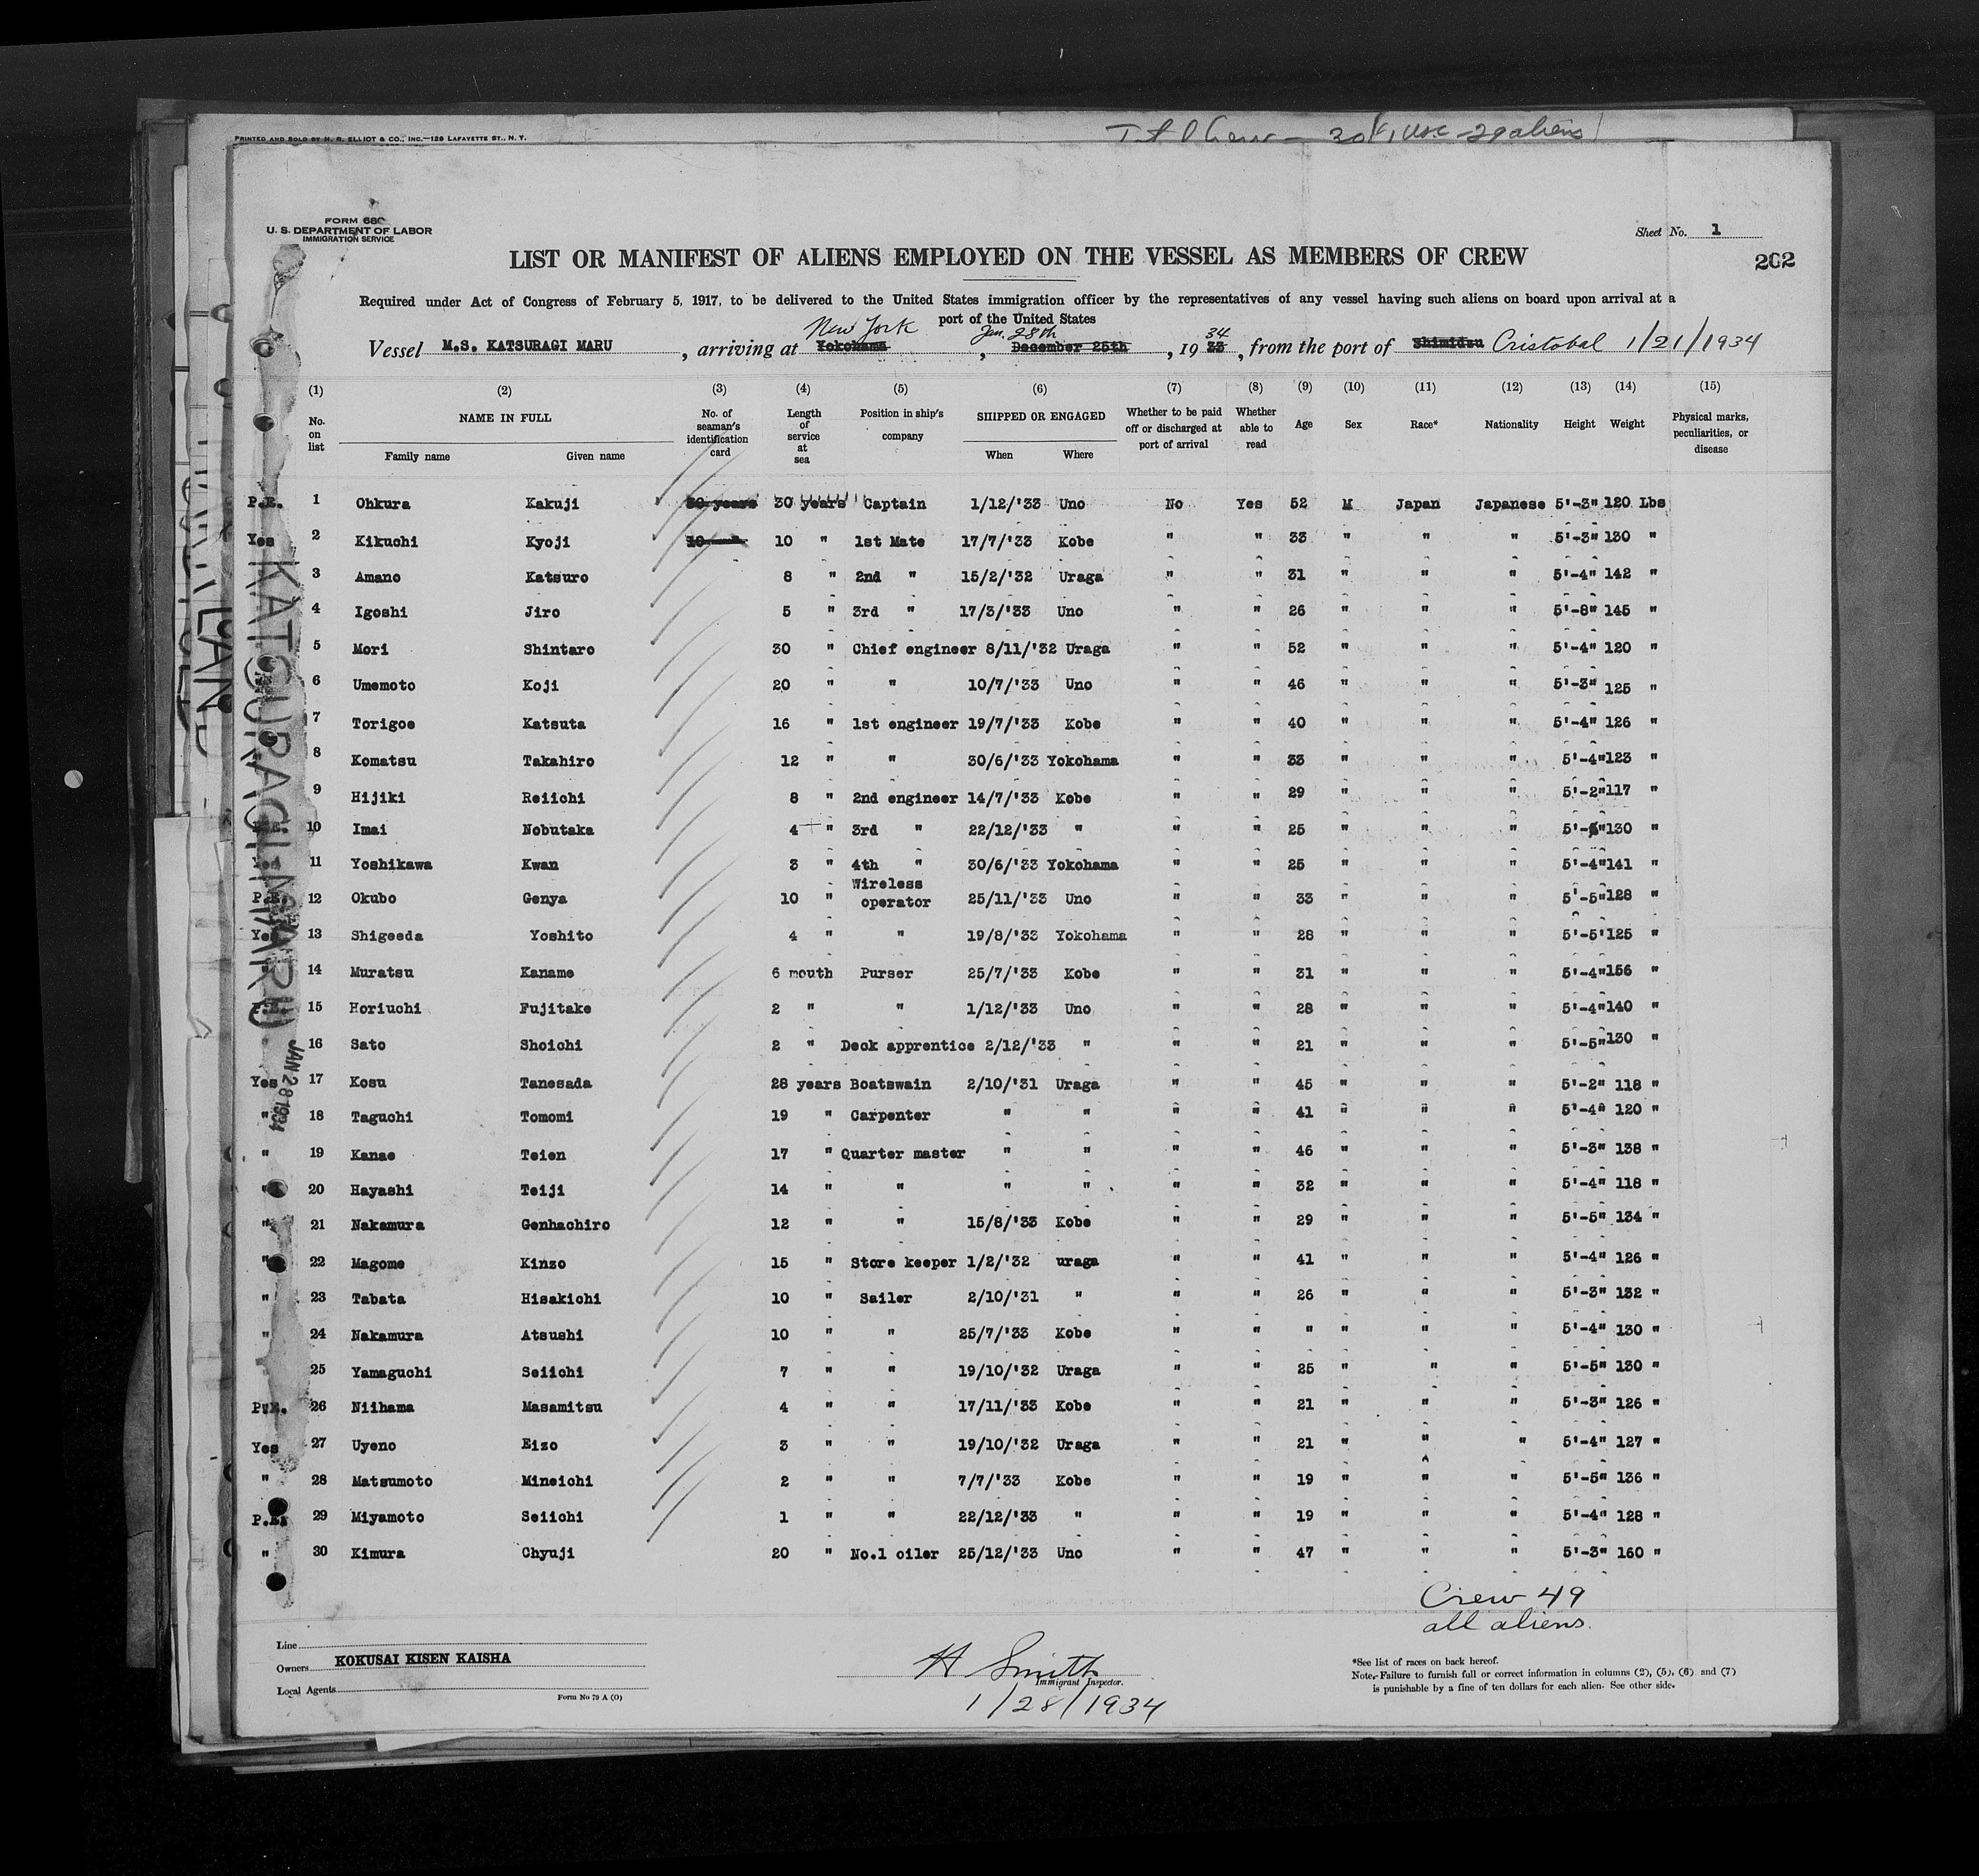 PRINTED AND SOLD BY H. R. ELLIOT & CO., INC.—128 LAFAYETTE ST., N. Y.
FORM 680
U. S. DEPARTMENT OF LABOR
IMMIGRATION SERVICE
Sheet No. 1
LIST OR MANIFEST OF ALIENS EMPLOYED ON THE VESSEL AS MEMBERS OF CREW
202
Required under Act of Congress of February 5, 1917, to be delivered to the United States immigration officer by the representatives of any vessel having such aliens on board upon arrival at a
port of the United States
New York Jan. 28th 34
Vessel M.S. KATSURAGI MARU, arriving at Yokohama, December 25th, 19 33, from the port of Shimidsu Cristobal 1/21/1934
(1) (2) (3) (4) (5) (6) (7) (8) (9) (10) (11) (12) (13) (14) (15)
No. on list NAME IN FULL Family name Given name No. of seaman's identification card Length of service at sea Position in ship's company SHIPPED OR ENGAGED When Where Whether to be paid off or discharged at port of arrival Whether able to read Age Sex Race* Nationality Height Weight Physical marks, peculiarities, or disease
P.E. 1 Ohkura Kakuji 30 years 30 years Captain 1/12/'33 Uno No Yes 52 M Japan Japanese 5'-3" 120 Lbs
Yes 2 Kikuchi Kyoji 10 " 1st Mate 17/7/'33 Kobe " " 33 " " " 5'-3" 130 "
3 Amano Katsuro 8 " 2nd " 15/2/'32 Uraga " " 31 " " " 5'-4" 142 "
4 Igoshi Jiro 5 " 3rd " 17/3/'33 Uno " " 26 " " " 5'-8" 145 "
5 Mori Shintaro 30 " Chief engineer 8/11/'32 Uraga " " 52 " " " 5'-4" 120 "
6 Umemoto Koji 20 " " 10/7/'33 Uno " " 46 " " " 5'-3" 125 "
7 Torigoe Katsuta 16 " 1st engineer 19/7/'33 Kobe " " 40 " " " 5'-4" 126 "
8 Komatsu Takahiro 12 " " 30/6/'33 Yokohama " " 33 " " " 5'-4" 123 "
9 Hijiki Reiichi 8 " 2nd engineer 14/7/'33 Kobe " " 29 " " " 5'-2" 117 "
10 Imai Nobutaka 4 " 3rd " 22/12/'33 " " " 25 " " " 130 "
11 Yoshikawa Kwan 3 " 4th " 30/6/'33 Yokohama " " 25 " " " 5'-4" 141 "
P.E. 12 Okubo Genya 10 " Wireless operator 25/11/'33 Uno " " 33 " " " 5'-5" 128 "
Yes 13 Shigeeda Yoshito 4 " " 19/8/'33 Yokohama " " 28 " " " 5'-5' 125 "
14 Muratsu Kaname 6 mouth Purser 25/7/'33 Kobe " " 31 " " " 5'-4" 156 "
15 Horiuchi Fujitake 2 " " 1/12/'33 Uno " " 28 " " " 5'-4" 140 "
16 Sato Shoichi 2 " Deck apprentice 2/12/'33 " " " 21 " " " 5'-5" 130 "
Yes 17 Kosu Tanesada 28 years Boatswain 2/10/'31 Uraga " " 45 " " " 5'-2" 118 "
" 18 Taguchi Tomomi 19 " Carpenter " " " " 41 " " " 5'-4" 120 "
" 19 Kanae Teien 17 " Quarter master " " " " 46 " " " 5'-3" 138 "
" 20 Hayashi Teiji 14 " " " " " " 32 " " " 5'-4" 118 "
" 21 Nakamura Genhachiro 12 " " 15/8/'33 Kobe " " 29 " " " 5'-5" 134 "
" 22 Magome Kinzo 15 " Store keeper 1/2/'32 uraga " " 41 " " " 5'-4" 126 "
" 23 Tabata Hisakichi 10 " Sailer 2/10/'31 " " " 26 " " " 5'-3" 132 "
" 24 Nakamura Atsushi 10 " " 25/7/'33 Kobe " " " " " " 5'-4" 130 "
25 Yamaguchi Seiichi 7 " " 19/10/'32 Uraga " " 25 " " " 5'-5" 130 "
P.E. 26 Niihama Masamitsu 4 " " 17/11/'33 Kobe " " 21 " " " 5'-3" 126 "
Yes 27 Uyeno Eizo 3 " " 19/10/'32 Uraga " " 21 " " " 5'-4" 127 "
" 28 Matsumoto Mineichi 2 " " 7/7/'33 Kobe " " 19 " " " 5'-5" 136 "
P.E. 29 Miyamoto Seiichi 1 " " 22/12/'33 " " " 19 " " " 5'-4" 128 "
" 30 Kimura Chyuji 20 " No.1 oiler 25/12/'33 Uno " " 47 " " " 5'-3" 160 "
KATSURAGI MARU
JAN 28 1934
Crew 49
all aliens.
Line
Owners KOKUSAI KISEN KAISHA
Local Agents
Form No 79 A (O)
H Smith
Immigrant Inspector.
1/28/1934
*See list of races on back hereof.
Note.-Failure to furnish full or correct information in columns (2), (5), (6) and (7)
is punishable by a fine of ten dollars for each alien. See other side.